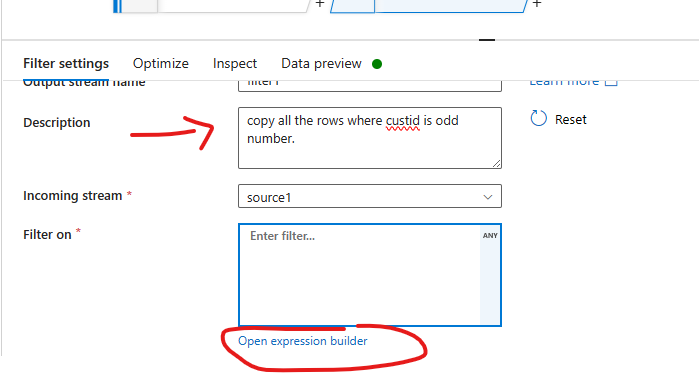 + +
Filter settings Optimize Inspect Data preview
Output stream name filter1 Learn more
Description copy all the rows where custid is odd
number.
Reset
Incoming stream * source1
Filter on * Enter filter... ANY
Open expression builder